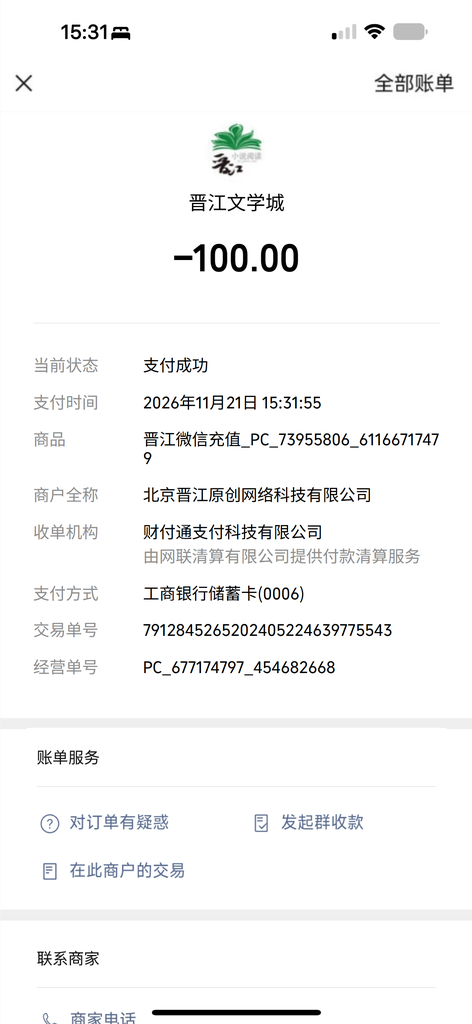 15:31
全部账单
小说阅读
晋江
晋江文学城
-100.00
当前状态 支付成功
支付时间 2026年11月21日 15:31:55
商品 晋江微信充值_PC_73955806_6116671747
9
商户全称 北京晋江原创网络科技有限公司
收单机构 财付通支付科技有限公司
由网联清算有限公司提供付款清算服务
支付方式 工商银行储蓄卡(0006)
交易单号 7912845265202405224639775543
经营单号 PC_677174797_454682668
账单服务
对订单有疑惑 发起群收款
在此商户的交易
联系商家
商家电话